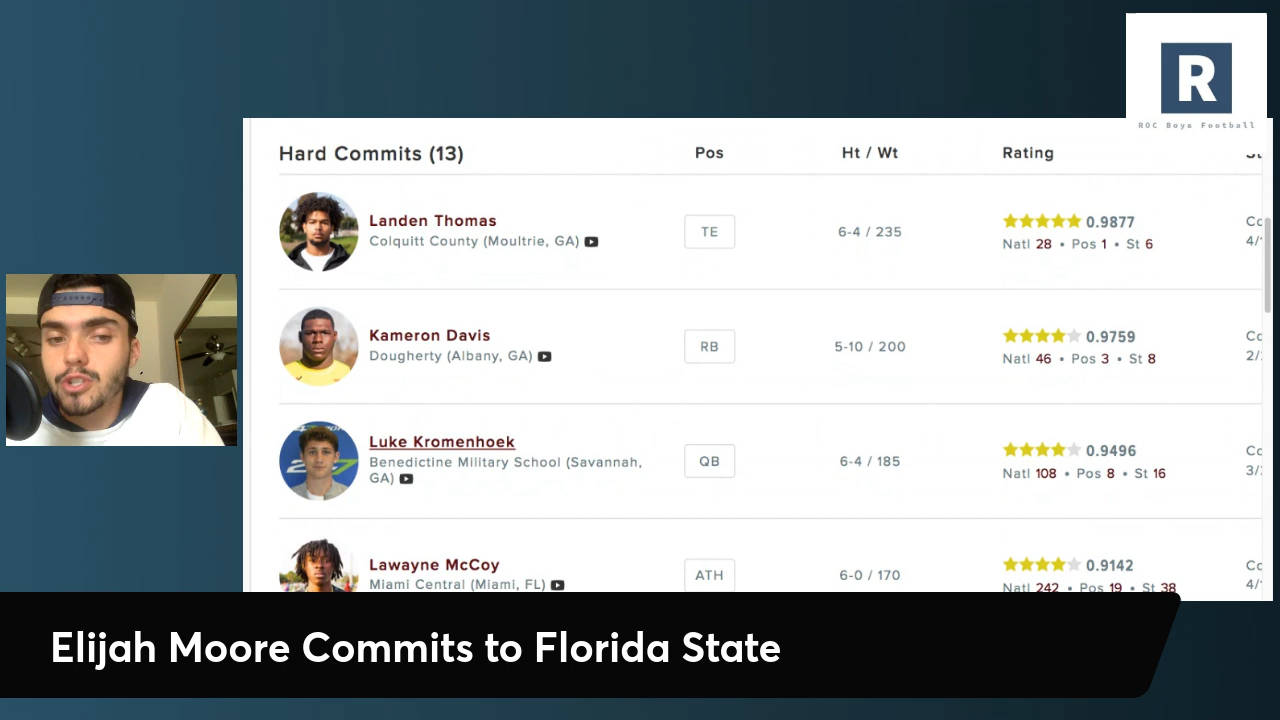 R
ROC Boys Football
Hard Commits (13) Pos Ht / Wt Rating
Landen Thomas
Colquitt County (Moultrie, GA)
TE 6-4 / 235
0.9877
Natl 28 • Pos 1 • St 6
4/
Kameron Davis
Dougherty (Albany, GA)
RB 5-10 / 200
0.9759
Natl 46 • Pos 3 • St 8
2/
Luke Kromenhoek
Benedictine Military School (Savannah,
GA)
QB 6-4 / 185
0.9496
Natl 108 • Pos 8 • St 16
3/
Lawayne McCoy
Miami Central (Miami, FL)
ATH 6-0 / 170
0.9142
Natl 242 • Pos 19 • St 38
4/
Elijah Moore Commits to Florida State